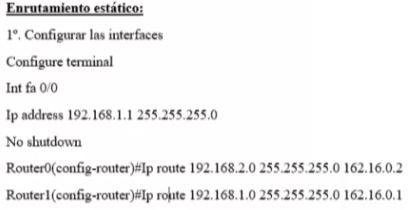 Enrutamiento estático:
1º. Configurar las interfaces
Configure terminal
Int fa 0/0
Ip address 192.168.1.1 255.255.255.0
No shutdown
Router0(config-router)#Ip route 192.168.2.0 255.255.255.0 162.16.0.2
Router1(config-router)#Ip route 192.168.1.0 255.255.255.0 162.16.0.1